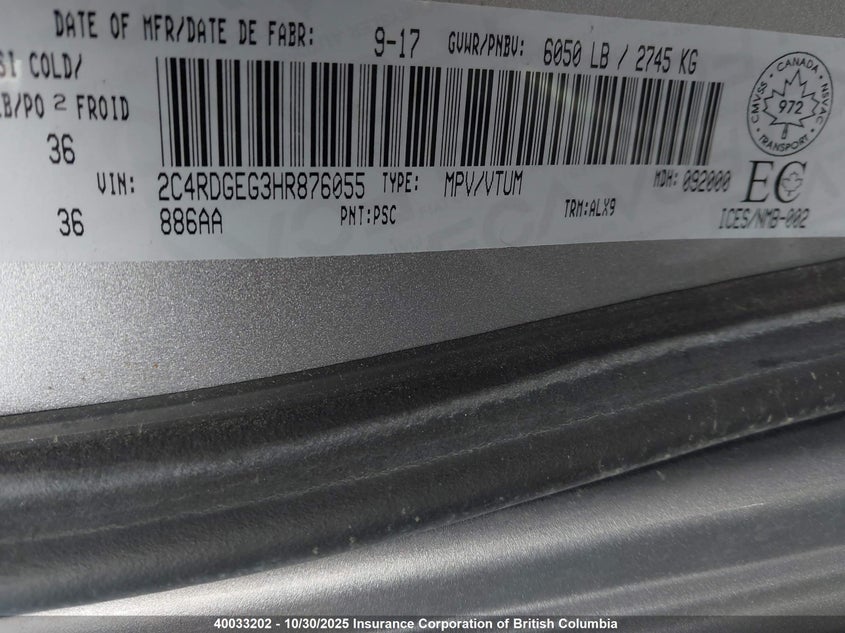 DATE OF MFR/DATE DE FABR: 9-17 GVWR/PNBV: 6050 LB / 2745 KG
SI COLD/
LB/PO 2 FROID
36
VIN: 2C4RDGEG3HR876055 TYPE: MPV/VTUM MDH: 092000
36 886AA PNT:PSC TRM:ALX9 ICES/NMB-002
CANADA
CMVSS NSVAC
972
TRANSPORT
EC
40033202 - 10/30/2025 Insurance Corporation of British Columbia